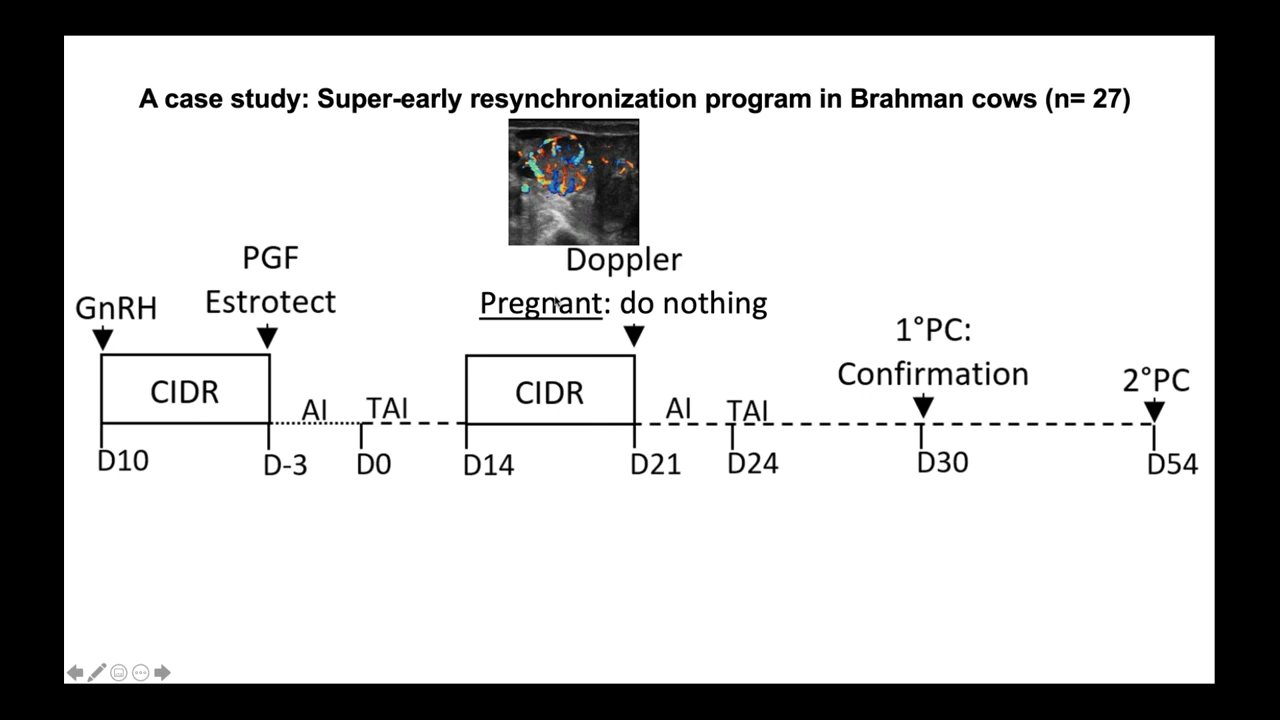 A case study: Super-early resynchronization program in Brahman cows (n= 27)
PGF
Estrotect
GnRH
Doppler
Pregnant: do nothing
1°PC:
Confirmation
2°PC
CIDR
AI
TAI
CIDR
AI
TAI
D10
D-3
D0
D14
D21
D24
D30
D54